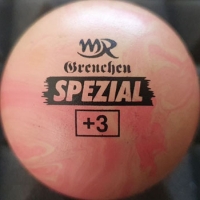 MR
Grenchen
SPEZIAL
+3